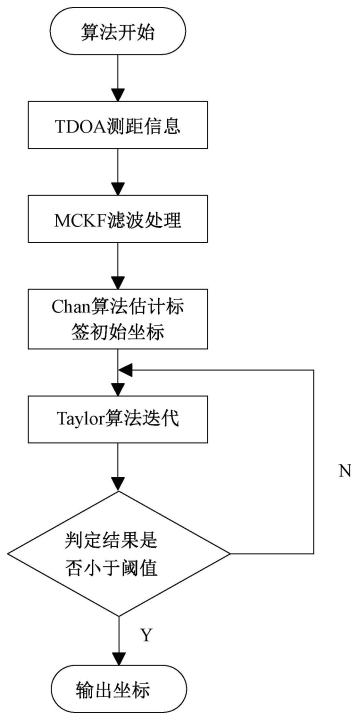 算法开始
TDOA测距信息
MCKF滤波处理
Chan算法估计标
签初始坐标
Taylor算法迭代
N
判定结果是
否小于阈值
Y
输出坐标